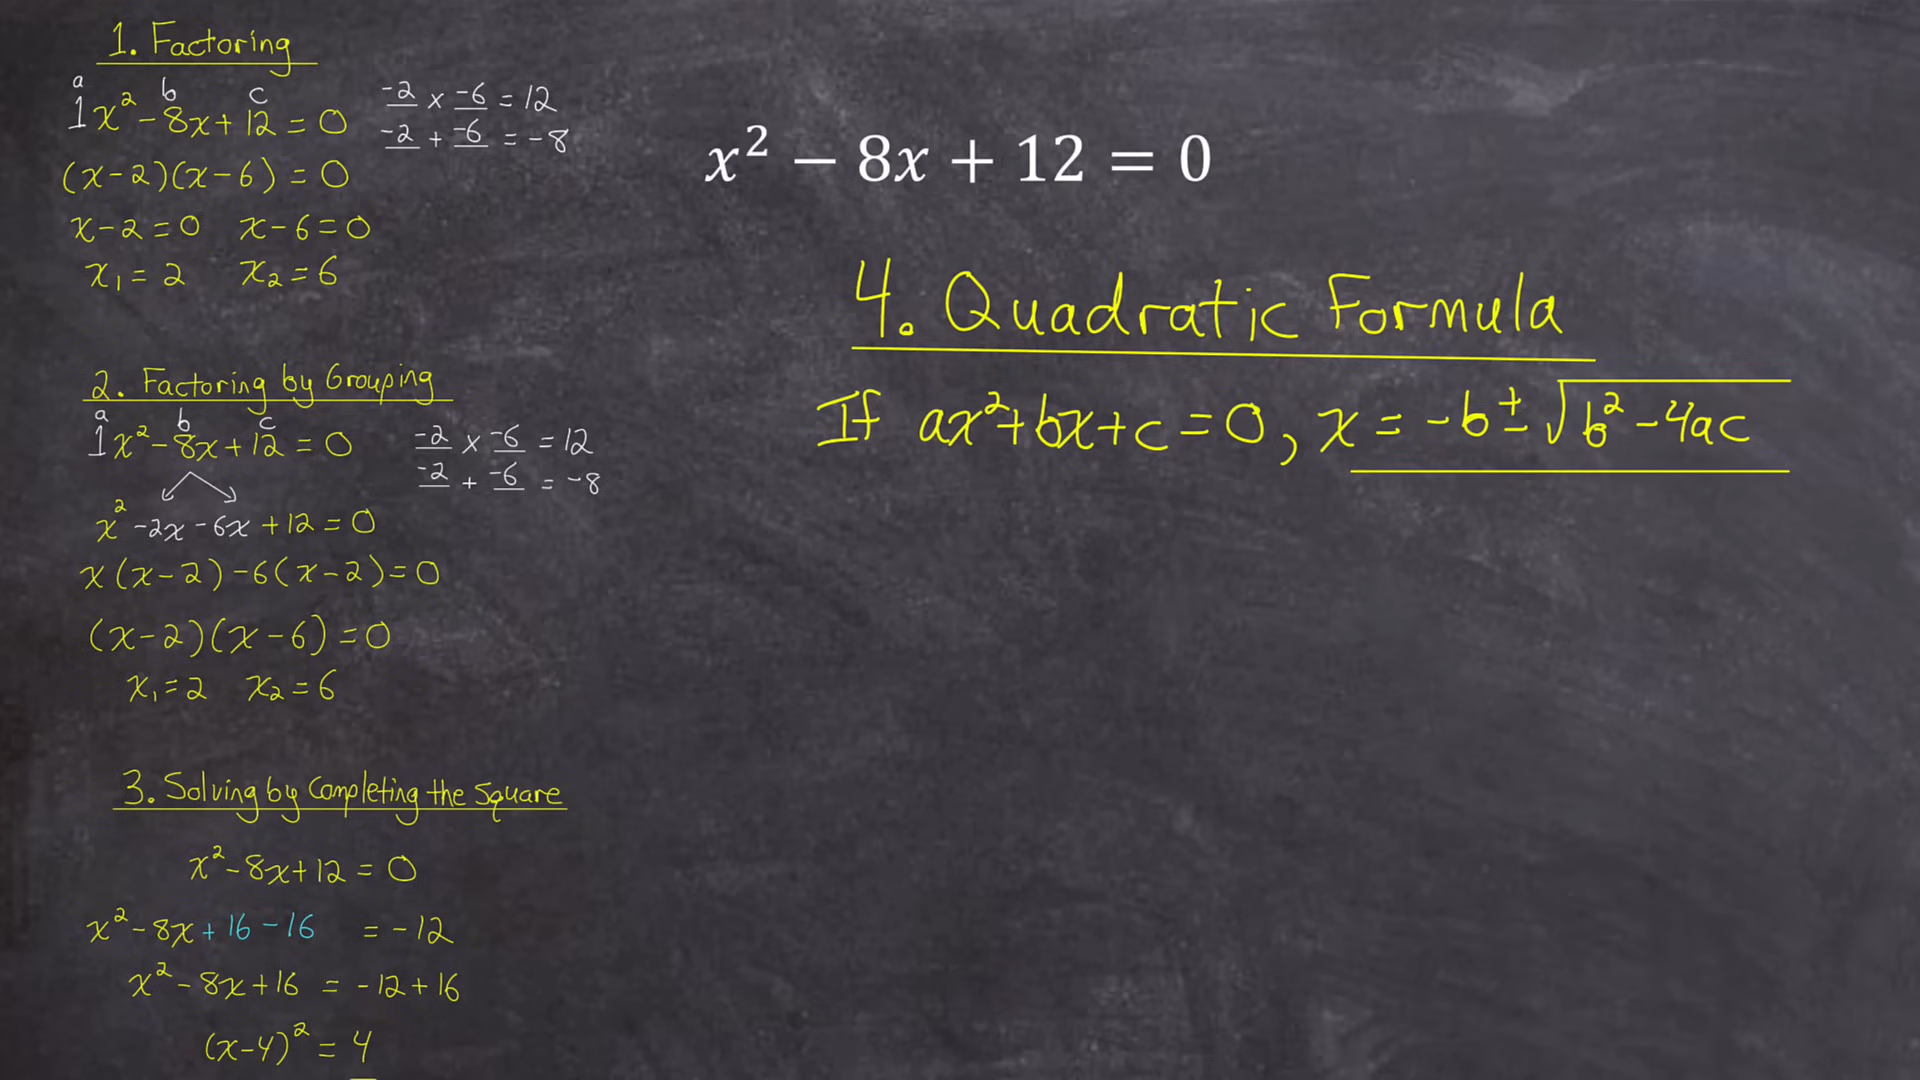 1. Factoring
a b c
1x² - 8x + 12 = 0
-2 x -6 = 12
-2 + -6 = -8
(x-2)(x-6) = 0
x-2=0 x-6=0
x₁ = 2 x₂ = 6
2. Factoring by Grouping
a b c
1x² - 8x + 12 = 0
-2 x -6 = 12
-2 + -6 = -8
x² -2x -6x +12 = 0
x(x-2) -6(x-2) = 0
(x-2)(x-6) = 0
x₁ = 2 x₂ = 6
3. Solving by Completing the Square
x² - 8x + 12 = 0
x² - 8x + 16 - 16 = -12
x² - 8x + 16 = -12 + 16
(x-4)² = 4
x² − 8x + 12 = 0
4. Quadratic Formula
If ax²+bx+c=0, x = -b ± √b² - 4ac